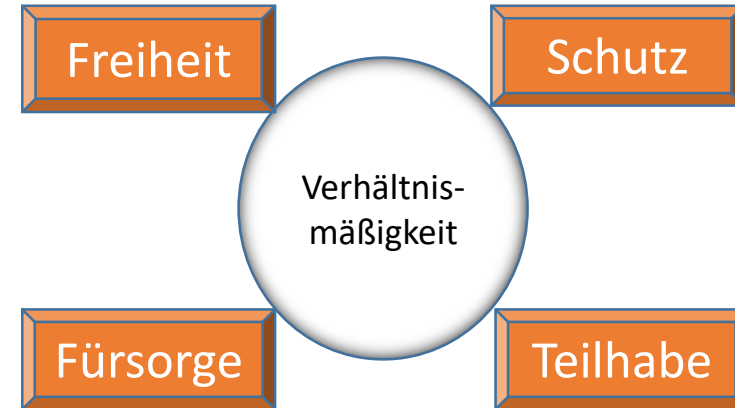 Freiheit
Schutz
Verhältnis-
mäßigkeit
Fürsorge
Teilhabe